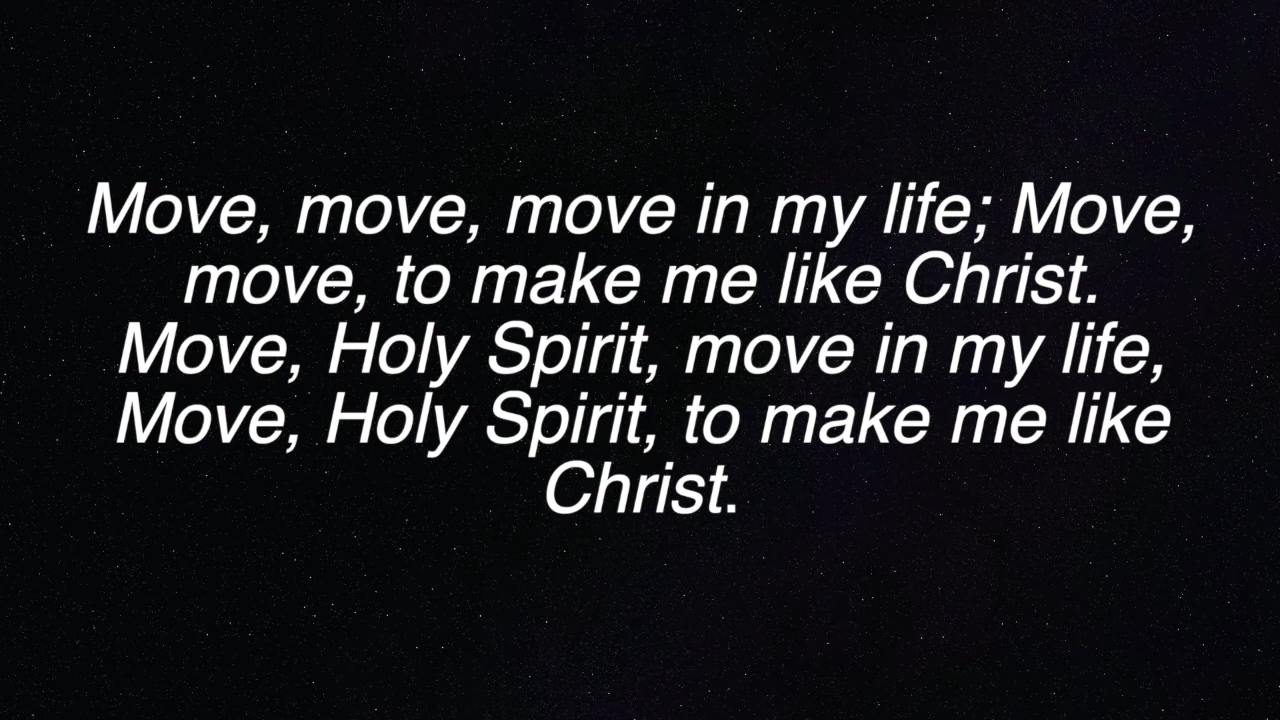 Move, move, move in my life; Move,
move, to make me like Christ.
Move, Holy Spirit, move in my life,
Move, Holy Spirit, to make me like
Christ.